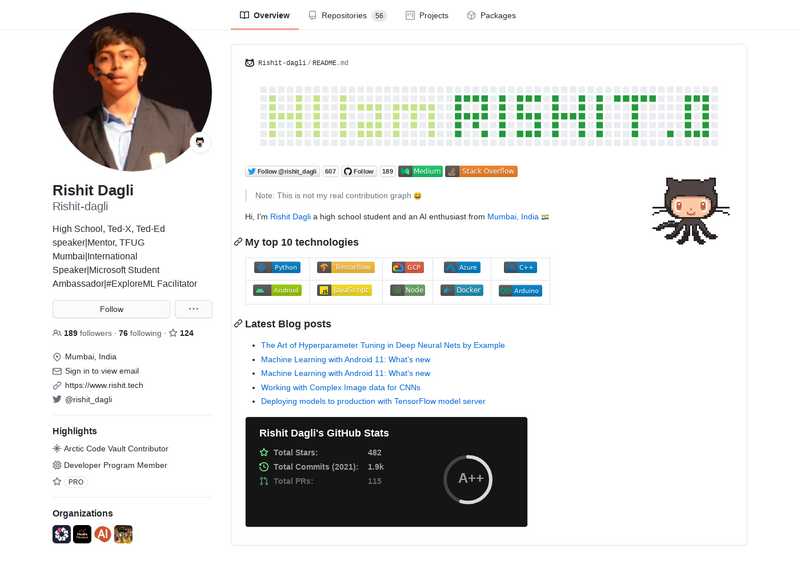 Overview
Repositories 56
Projects
Packages
Rishit-dagli / README.md
HI I am RISHIT.D
Follow @rishit_dagli 607 Follow 189 Medium Stack Overflow
Note: This is not my real contribution graph
Hi, I'm Rishit Dagli a high school student and an AI enthusiast from Mumbai, India
My top 10 technologies
Python TensorFlow GCP Azure C++
Android JavaScript Node Docker Arduino
Latest Blog posts
The Art of Hyperparameter Tuning in Deep Neural Nets by Example
Machine Learning with Android 11: What's new
Machine Learning with Android 11: What's new
Working with Complex Image data for CNNs
Deploying models to production with TensorFlow model server
Rishit Dagli's GitHub Stats
Total Stars: 482
Total Commits (2021): 1.9k
Total PRs: 115
A++
Rishit Dagli
Rishit-dagli
High School, Ted-X, Ted-Ed
speaker|Mentor, TFUG
Mumbai|International
Speaker|Microsoft Student
Ambassador|#ExploreML Facilitator
Follow
189 followers · 76 following · 124
Mumbai, India
Sign in to view email
https://www.rishit.tech
@rishit_dagli
Highlights
Arctic Code Vault Contributor
Developer Program Member
PRO
Organizations
AI